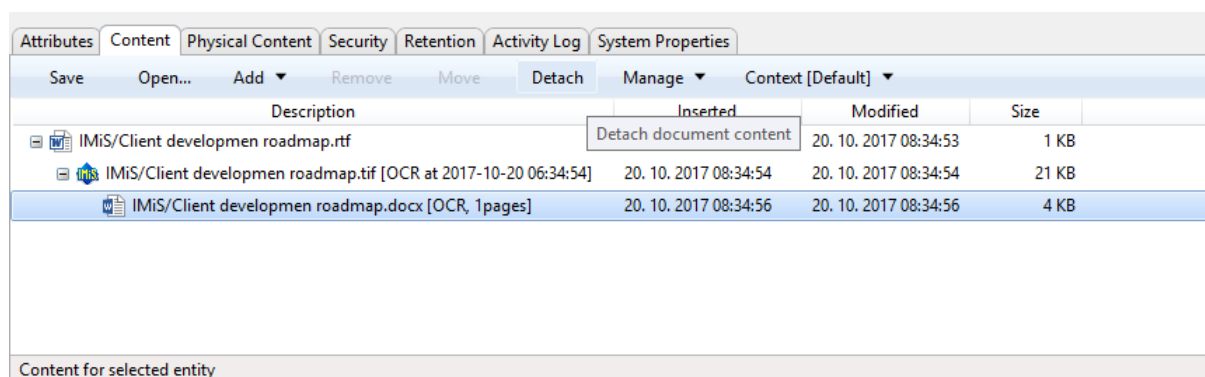 Attributes Content Physical Content Security Retention Activity Log System Properties
Save Open... Add Remove Move Detach Manage Context [Default]
Description Inserted Modified Size
Detach document content
IMiS/Client developmen roadmap.rtf 20. 10. 2017 08:34:53 1 KB
IMiS/Client developmen roadmap.tif [OCR at 2017-10-20 06:34:54] 20. 10. 2017 08:34:54 20. 10. 2017 08:34:54 21 KB
IMiS/Client developmen roadmap.docx [OCR, 1pages] 20. 10. 2017 08:34:56 20. 10. 2017 08:34:56 4 KB
Content for selected entity